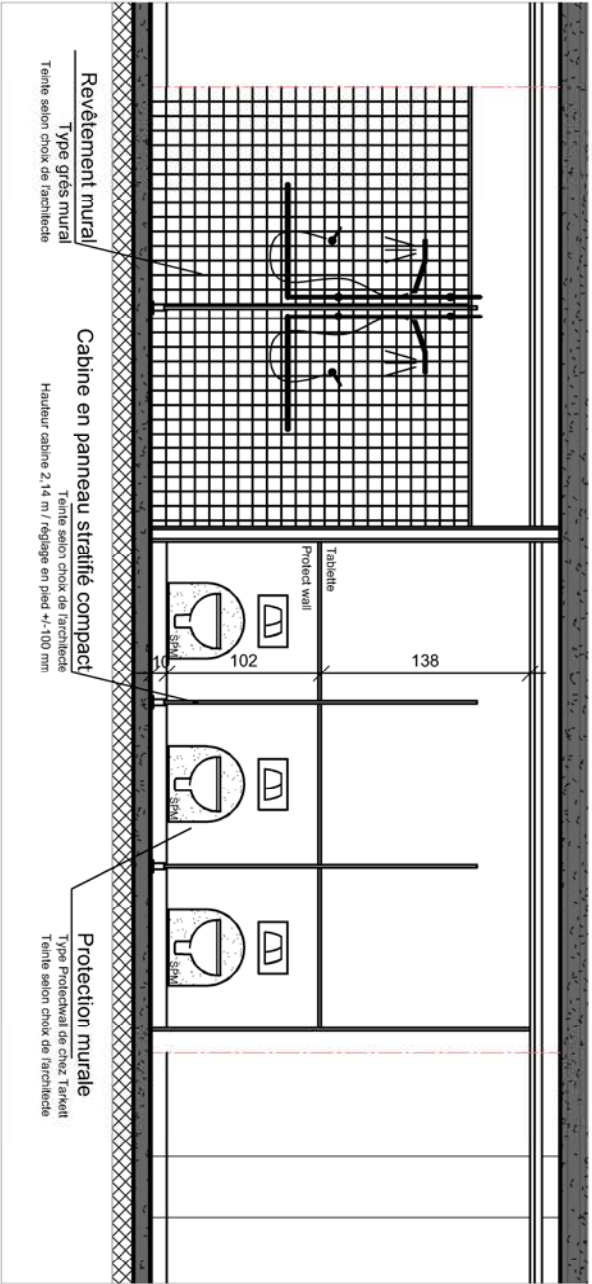 Revêtement mural
Type grés mural
Teinte selon choix de l'architecte
Cabine en panneau stratifié compact
Teinte selon choix de l'architecte
Hauteur cabine 2,14 m / réglage en pied +/-100 mm
Protection murale
Type Protectwall de chez Tarkett
Teinte selon choix de l'architecte
Tablette
Protect wall
10
102
138
SPM
SPM
SPM